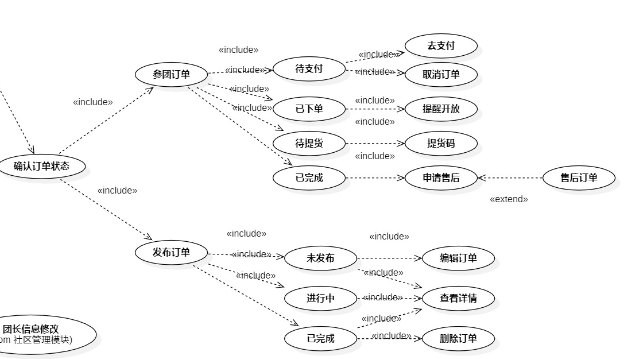 «include»
去支付
«include»
参团订单
«include»
待支付
«include»
取消订单
«include»
«include»
«include»
已下单
«include»
提醒开放
«include»
待提货
提货码
确认订单状态
«include»
已完成
申请售后
售后订单
«include»
«extend»
«include»
«include»
发布订单
«include»
未发布
编辑订单
«include»
«include»
进行中
«include»
查看详情
«include»
团长信息修改
om 社区管理模块)
已完成
«include»
删除订单